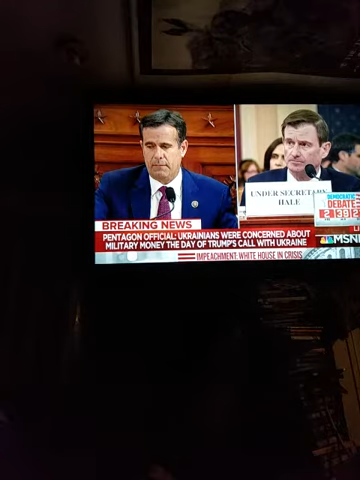 UNDER SECRETARY
HALE
DEMOCRATIC
DEBATE
BREAKING NEWS
PENTAGON OFFICIAL: UKRAINIANS WERE CONCERNED ABOUT
MILITARY MONEY THE DAY OF TRUMP'S CALL WITH UKRAINE
MSN
IMPEACHMENT: WHITE HOUSE IN CRISIS